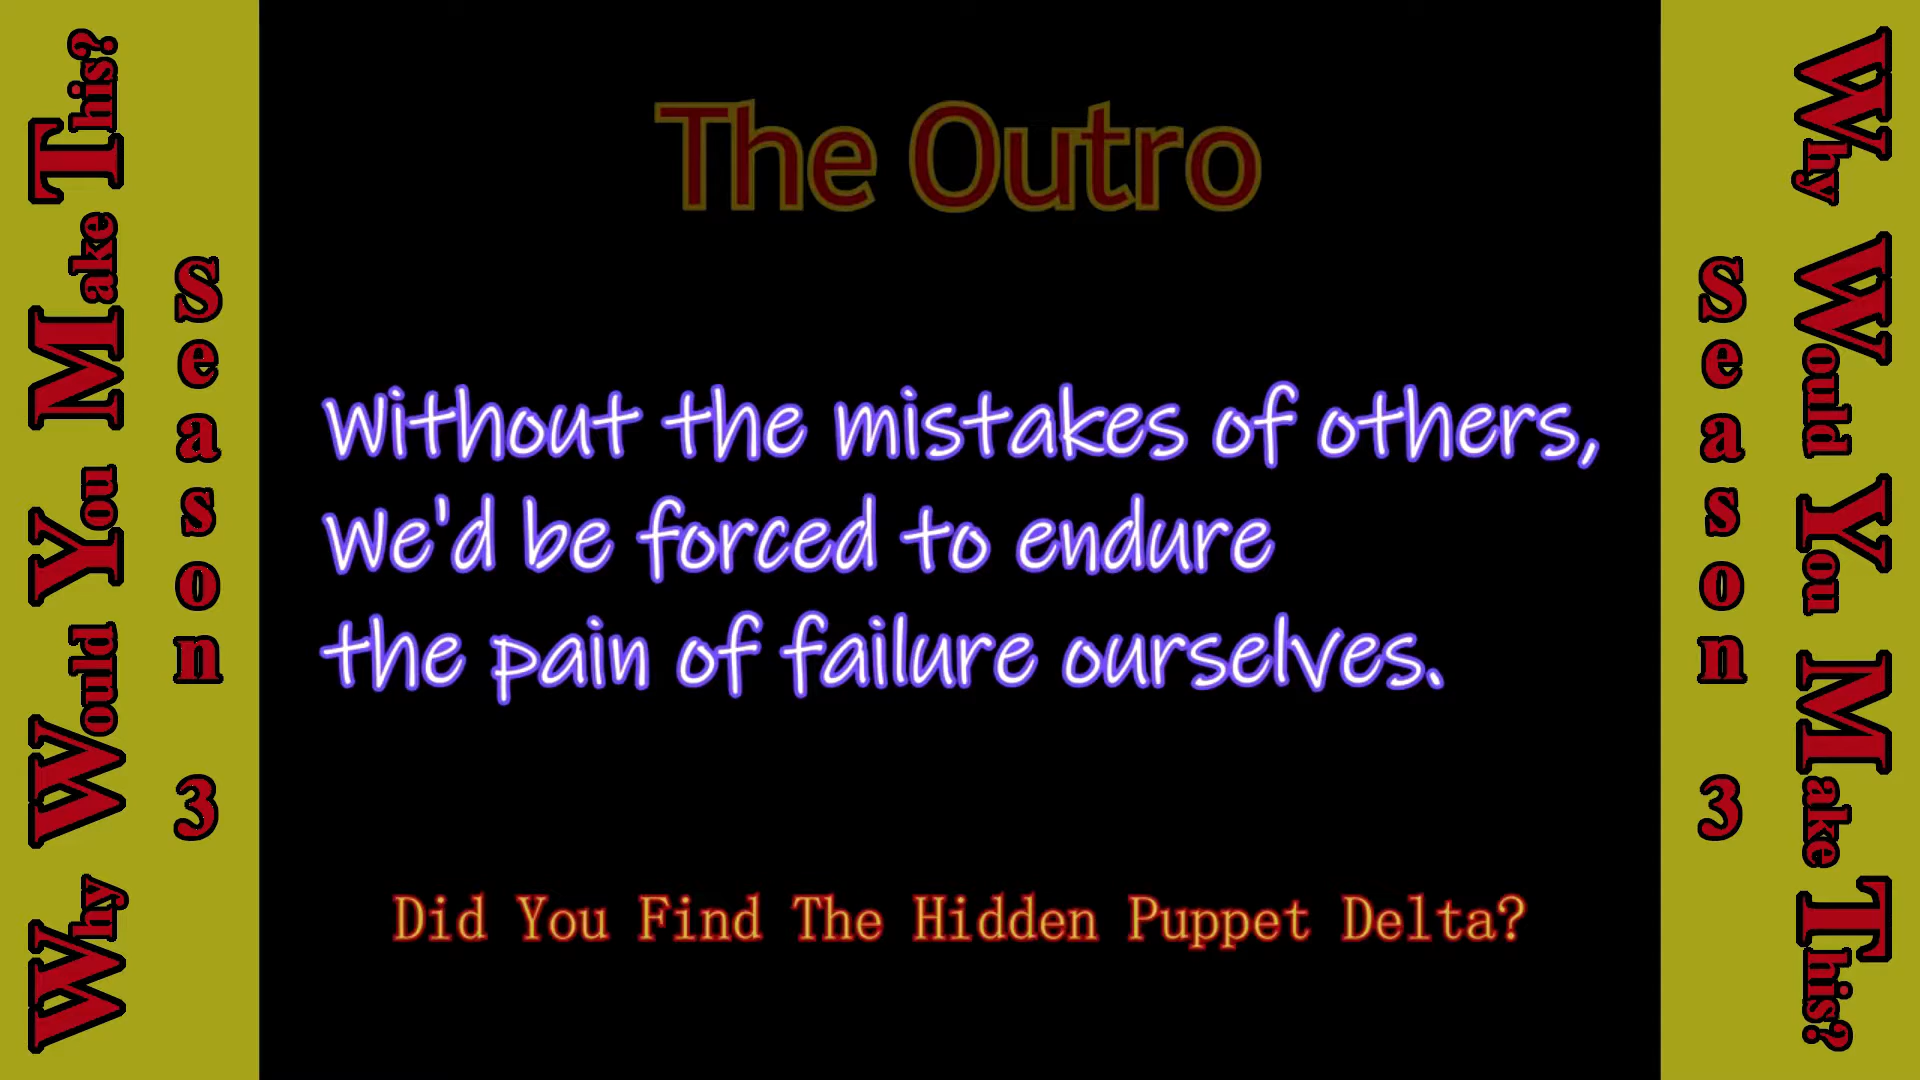 Why Would You Make This?
Season 3
The Outro
Without the mistakes of others,
We'd be forced to endure
the pain of failure ourselves.
Did You Find The Hidden Puppet Delta?
Season 3
Why Would You Make This?